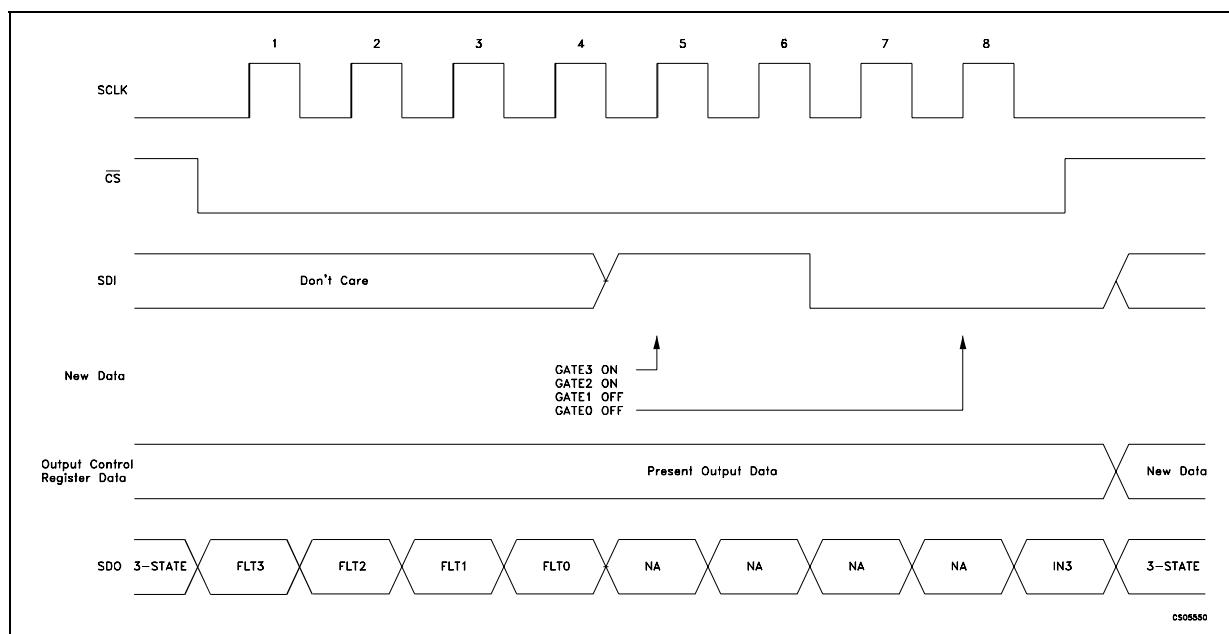 1 2 3 4 5 6 7 8
SCLK
CS
SDI Don't Care
New Data
GATE3 ON
GATE2 ON
GATE1 OFF
GATE0 OFF
Output Control
Register Data
Present Output Data New Data
SDO 3-STATE FLT3 FLT2 FLT1 FLT0 NA NA NA NA IN3 3-STATE
CS05550